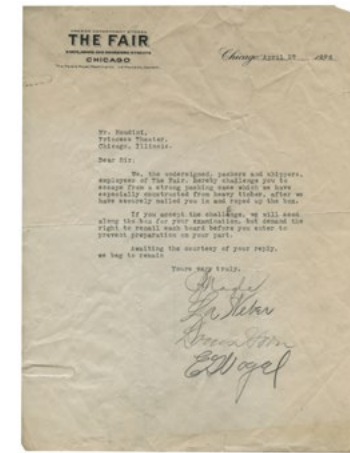 THE FAIR
CHICAGO
Chicago April 19
Mr. Houdini,
Princess Theater,
Chicago, Illinois.
Dear Sir:
We, the undersigned, packers and shippers,
employees of The Fair, hereby challenge you to
escape from a strong packing case which we have
especially constructed from heavy timber, after we
have securely nailed you in and roped up the box.
If you accept the challenge, we will send
along the box for your examination, but demand the
right to renail each board before you enter to
prevent preparation on your part.
Awaiting the courtesy of your reply,
we beg to remain
Yours very truly,
Weber
E Vogel